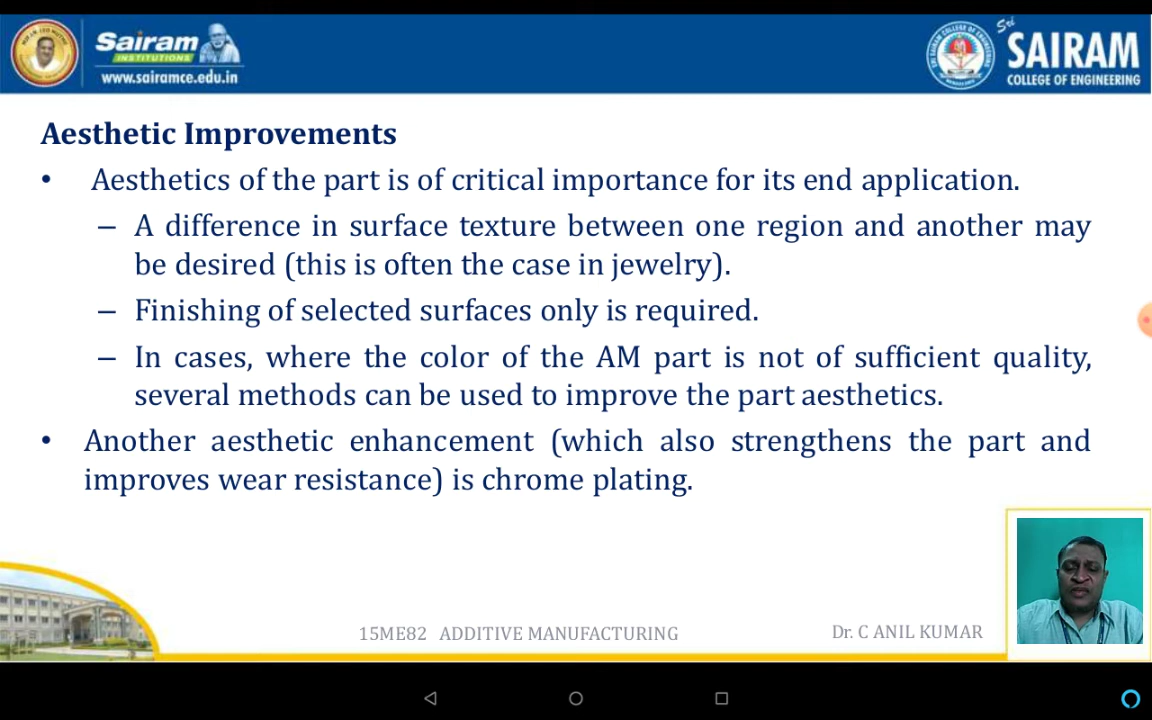 Sairam
INSTITUTIONS
www.sairamce.edu.in
Sri
SAIRAM
COLLEGE OF ENGINEERING
Aesthetic Improvements
• Aesthetics of the part is of critical importance for its end application.
– A difference in surface texture between one region and another may
be desired (this is often the case in jewelry).
– Finishing of selected surfaces only is required.
– In cases, where the color of the AM part is not of sufficient quality,
several methods can be used to improve the part aesthetics.
• Another aesthetic enhancement (which also strengthens the part and
improves wear resistance) is chrome plating.
15ME82 ADDITIVE MANUFACTURING
Dr. C ANIL KUMAR